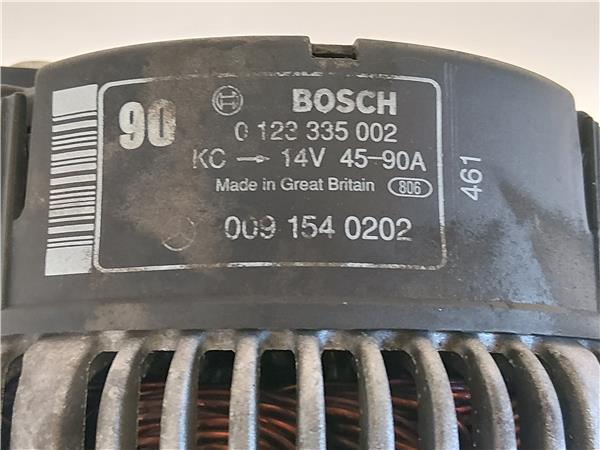 90 BOSCH
0 123 335 002
KC → 14V 45-90A
Made in Great Britain 806
009 154 0202
461